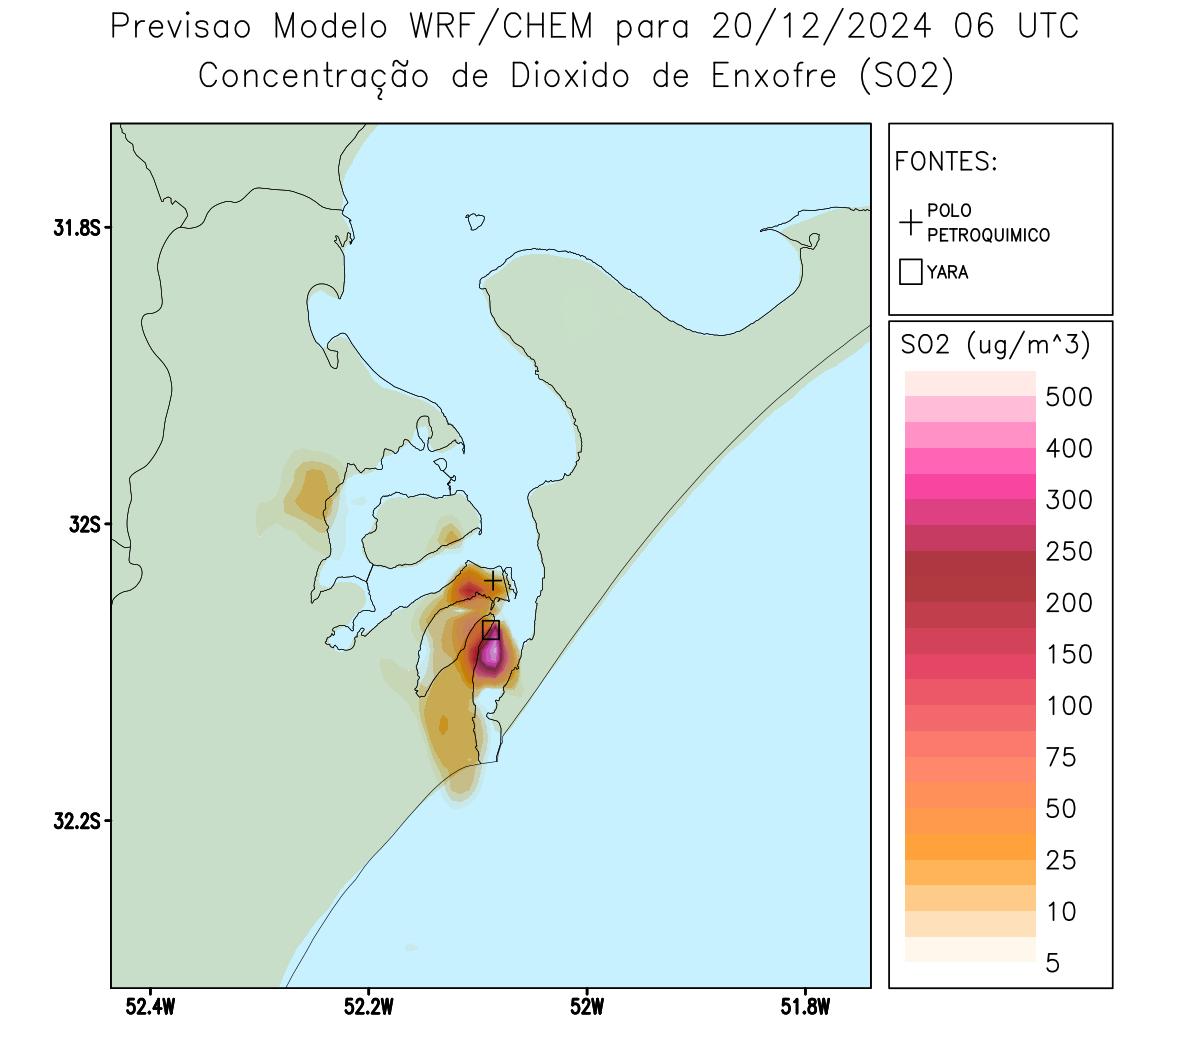 Previsao Modelo WRF/CHEM para 20/12/2024 06 UTC
Concentração de Dioxido de Enxofre (SO2)
FONTES:
POLO
PETROQUIMICO
YARA
31.8S
32S
32.2S
52.4W
52.2W
52W
51.8W
SO2 (ug/m^3)
500
400
300
250
200
150
100
75
50
25
10
5